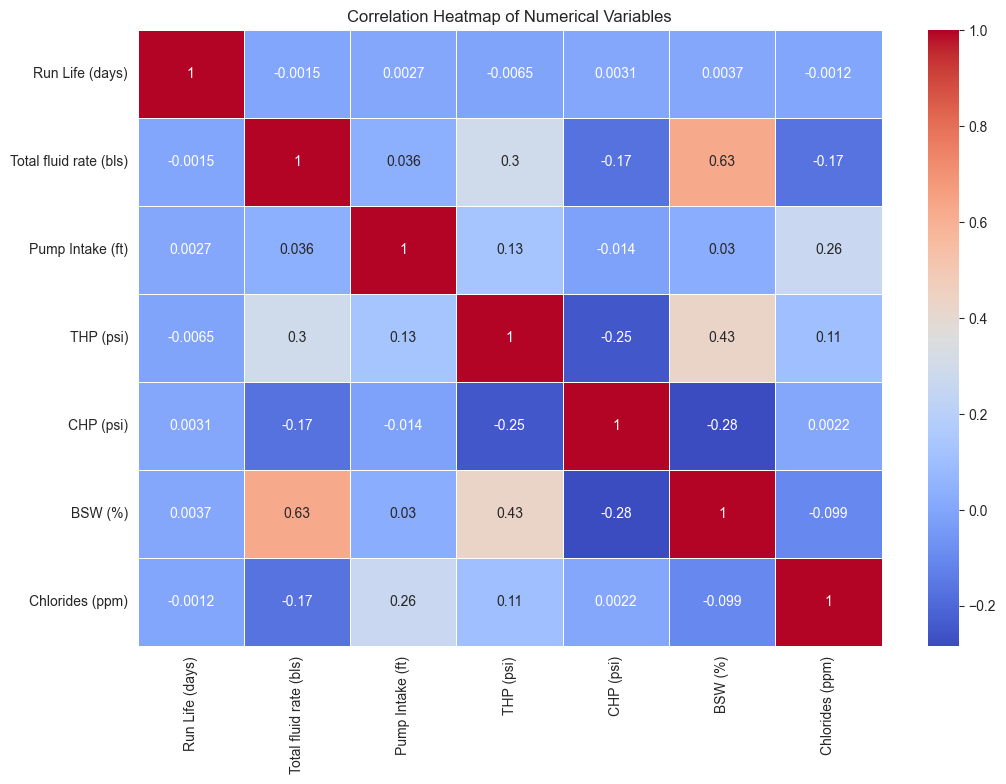 Correlation Heatmap of Numerical Variables
Run Life (days) 1 -0.0015 0.0027 -0.0065 0.0031 0.0037 -0.0012
Total fluid rate (bls) -0.0015 1 0.036 0.3 -0.17 0.63 -0.17
Pump Intake (ft) 0.0027 0.036 1 0.13 -0.014 0.03 0.26
THP (psi) -0.0065 0.3 0.13 1 -0.25 0.43 0.11
CHP (psi) 0.0031 -0.17 -0.014 -0.25 1 -0.28 0.0022
BSW (%) 0.0037 0.63 0.03 0.43 -0.28 1 -0.099
Chlorides (ppm) -0.0012 -0.17 0.26 0.11 0.0022 -0.099 1
Run Life (days)
Total fluid rate (bls)
Pump Intake (ft)
THP (psi)
CHP (psi)
BSW (%)
Chlorides (ppm)
1.0
0.8
0.6
0.4
0.2
0.0
−0.2